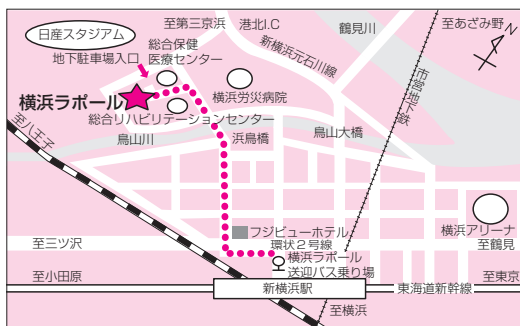 至第三京浜
港北I.C
鶴見川
至あざみ野
N
日産スタジアム
新横浜元石川線
地下駐車場入口
総合保健
医療センター
市営地下鉄
横浜ラポール
横浜労災病院
総合リハビリテーションセンター
至八王子
鳥山川
浜鳥橋
鳥山大橋
フジビューホテル
環状2号線
横浜アリーナ
至三ツ沢
至鶴見
横浜ラポール
送迎バス乗り場
至小田原
至東京
新横浜駅
東海道新幹線
至横浜